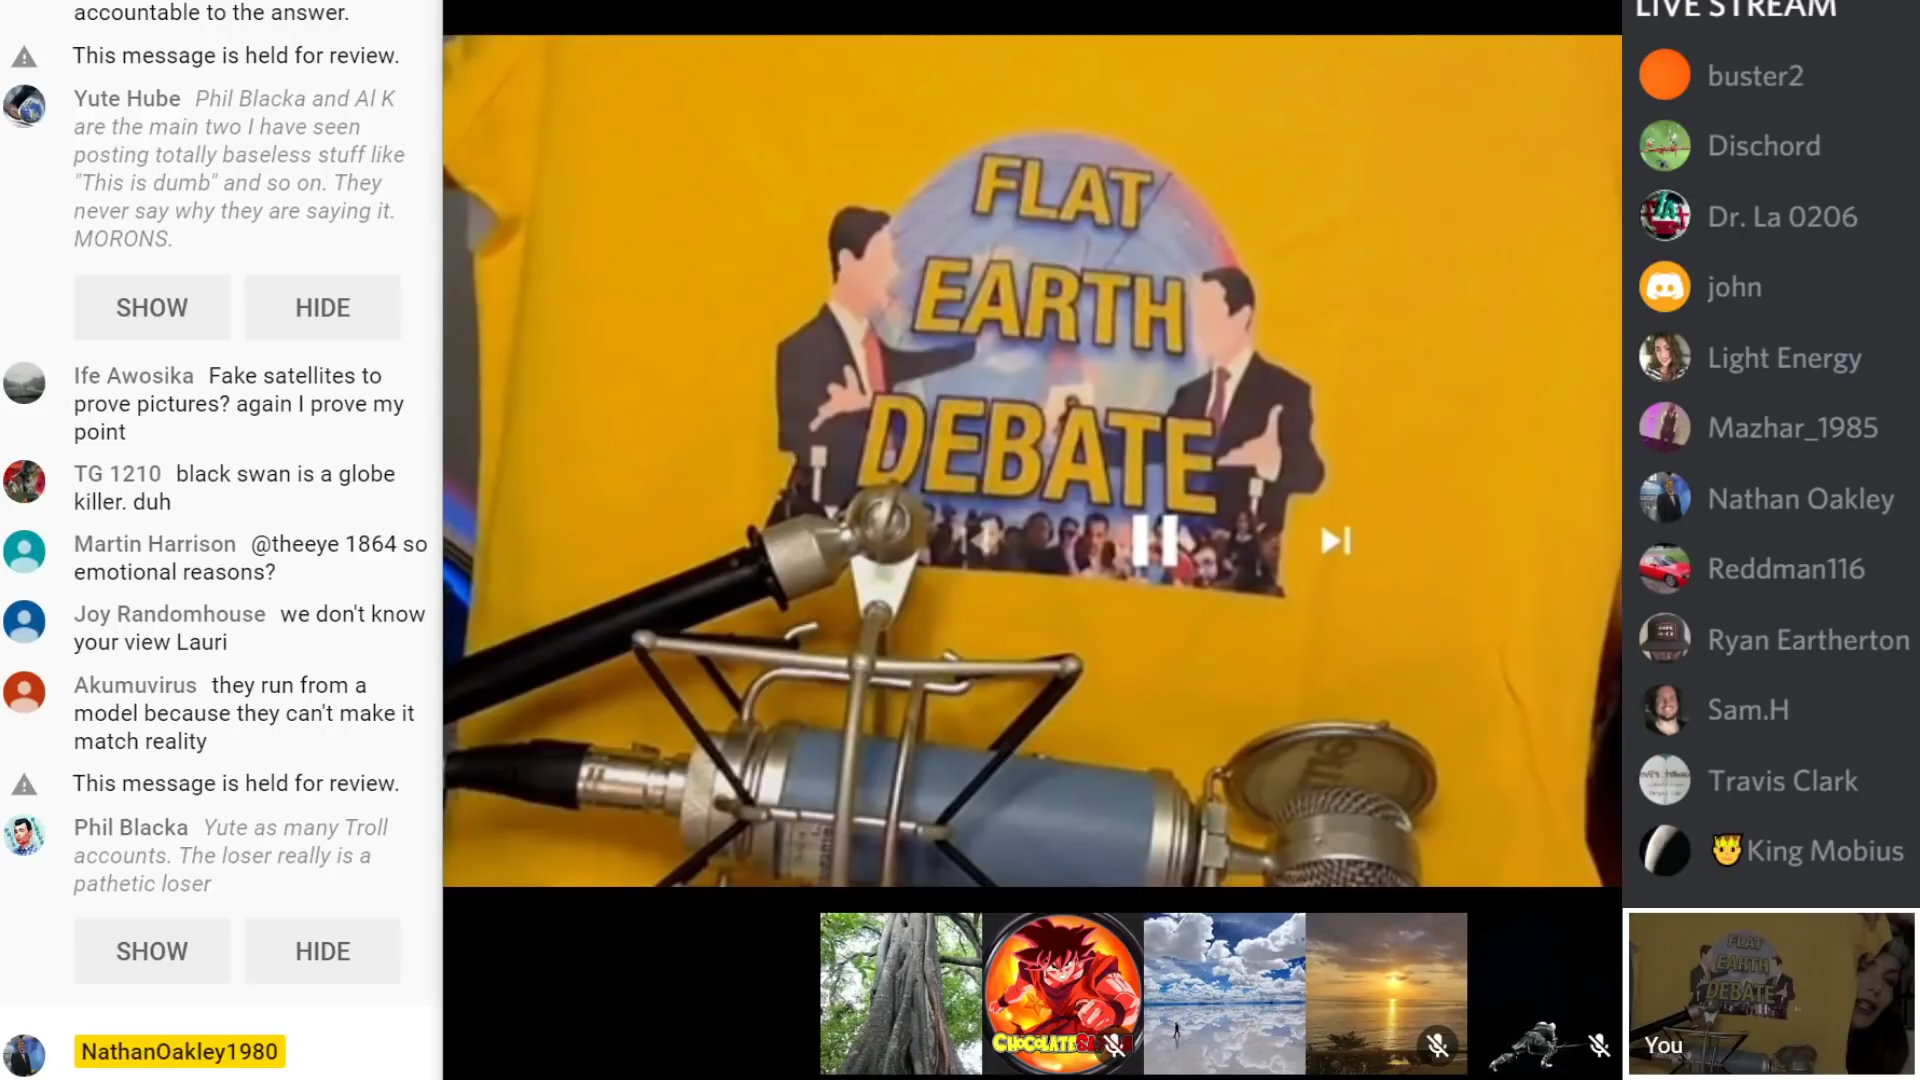 accountable to the answer.
This message is held for review.
Yute Hube Phil Blacka and Al K
are the main two I have seen
posting totally baseless stuff like
"This is dumb" and so on. They
never say why they are saying it.
MORONS.
SHOW HIDE
Ife Awosika Fake satellites to
prove pictures? again I prove my
point
TG 1210 black swan is a globe
killer. duh
Martin Harrison @theeye 1864 so
emotional reasons?
Joy Randomhouse we don't know
your view Lauri
Akumuvirus they run from a
model because they can't make it
match reality
This message is held for review.
Phil Blacka Yute as many Troll
accounts. The loser really is a
pathetic loser
SHOW HIDE
NathanOakley1980
FLAT
EARTH
DEBATE
LIVE STREAM
buster2
Dischord
Dr. La 0206
john
Light Energy
Mazhar_1985
Nathan Oakley
Reddman116
Ryan Eartherton
Sam.H
Travis Clark
King Mobius
FLAT
EARTH
DEBATE
You